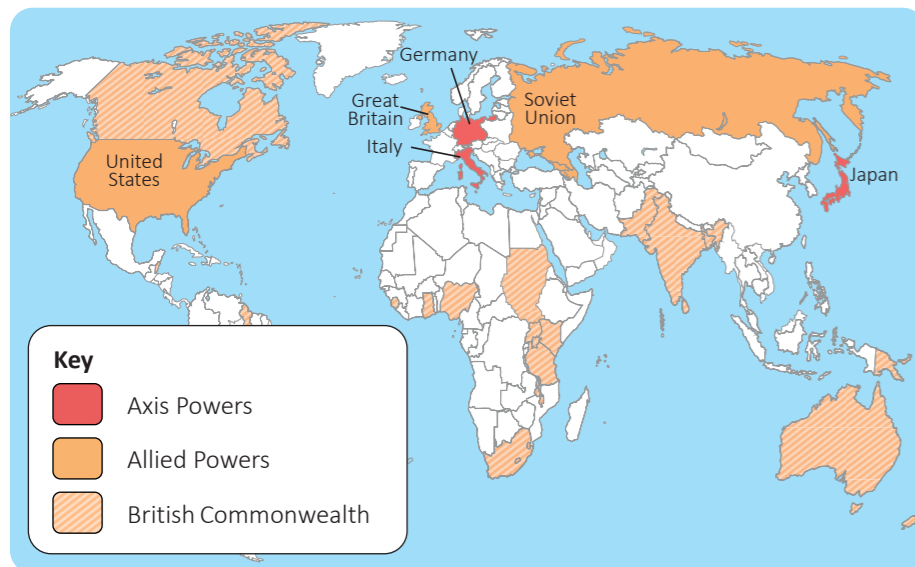 Germany
Great
Britain
Soviet
Union
Italy
United
States
Japan
Key
Axis Powers
Allied Powers
British Commonwealth